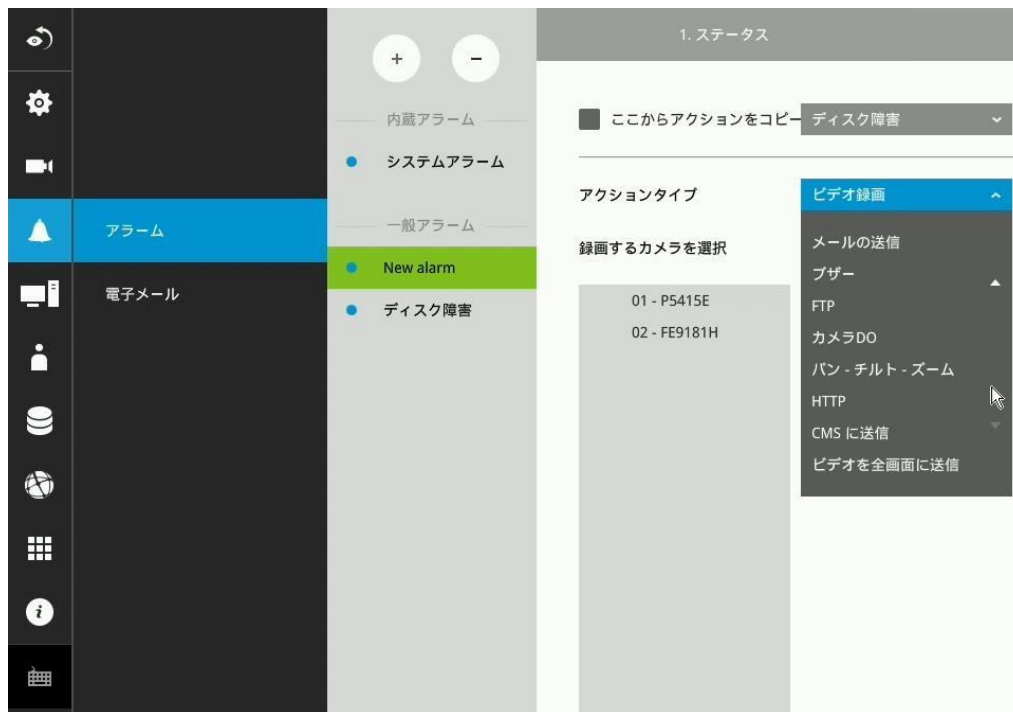 アラーム
電子メール
+
-
内蔵アラーム
システムアラーム
一般アラーム
New alarm
ディスク障害
1. ステータス
ここからアクションをコピー
ディスク障害
アクションタイプ
ビデオ録画
録画するカメラを選択
01 - P5415E
02 - FE9181H
メールの送信
ブザー
FTP
カメラDO
パン - チルト - ズーム
HTTP
CMS に送信
ビデオを全画面に送信